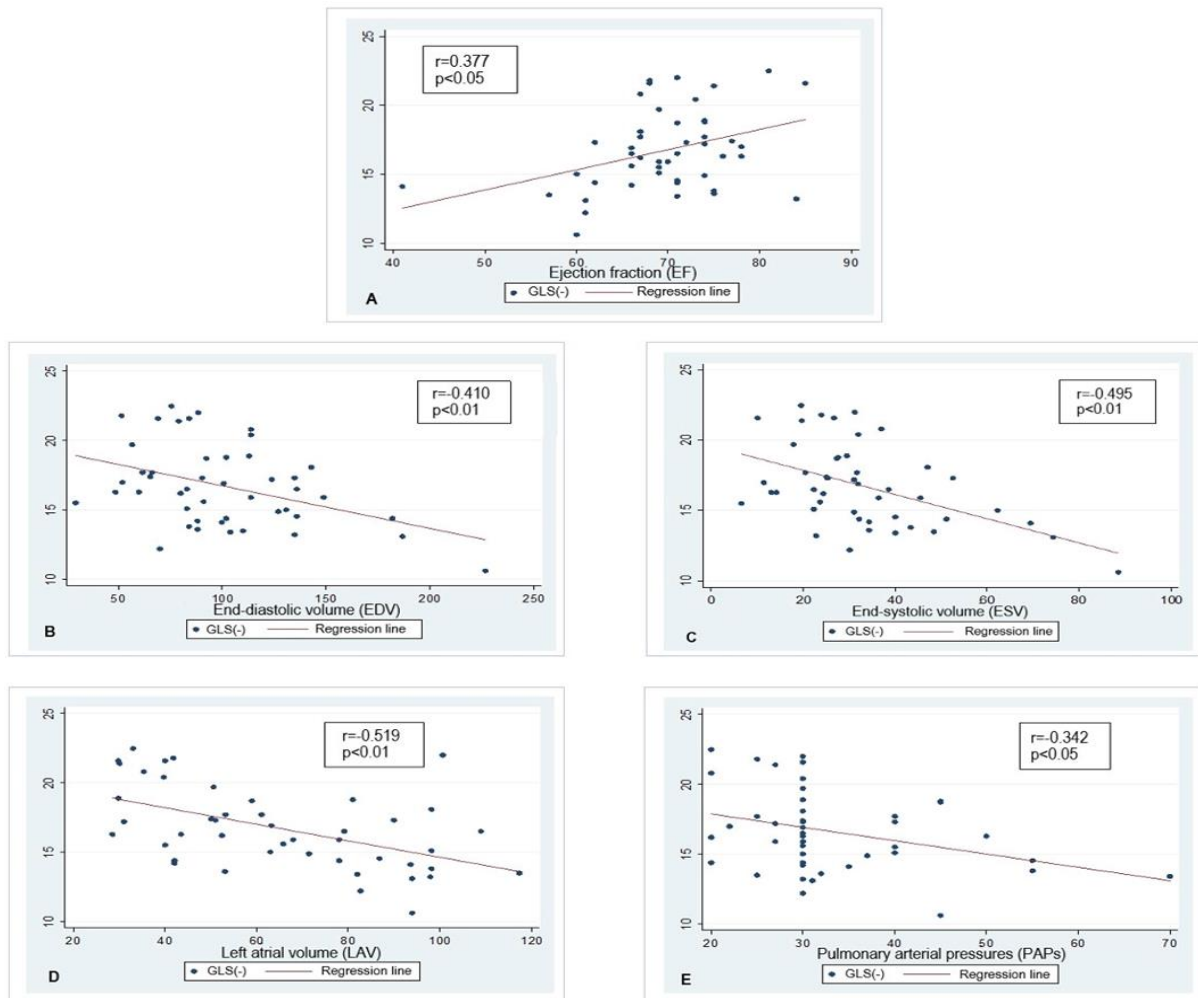 r=0.377
p<0.05
25
20
15
10
40 50 60 70 80 90
Ejection fraction (EF)
GLS(-) Regression line
A
r=-0.410
p<0.01
25
20
15
10
50 100 150 200 250
End-diastolic volume (EDV)
GLS(-) Regression line
B
r=-0.495
p<0.01
25
20
15
10
0 20 40 60 80 100
End-systolic volume (ESV)
GLS(-) Regression line
C
r=-0.519
p<0.01
25
20
15
10
20 40 60 80 100 120
Left atrial volume (LAV)
GLS(-) Regression line
D
r=-0.342
p<0.05
25
20
15
10
20 30 40 50 60 70
Pulmonary arterial pressures (PAPs)
GLS(-) Regression line
E